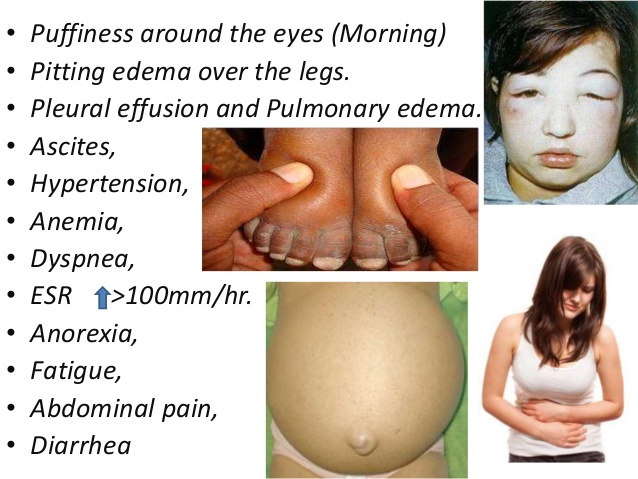 • Puffiness around the eyes (Morning)
• Pitting edema over the legs.
• Pleural effusion and Pulmonary edema.
• Ascites,
• Hypertension,
• Anemia,
• Dyspnea,
• ESR >100mm/hr.
• Anorexia,
• Fatigue,
• Abdominal pain,
• Diarrhea